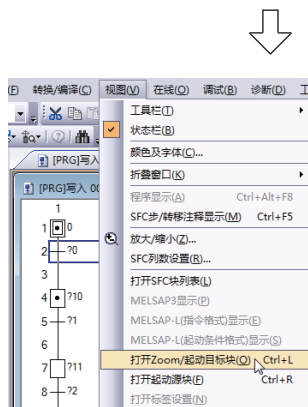 (F) 转换/编译(C) 视图(V) 在线(O) 调试(B) 诊断(D) 工
工具栏(T)
状态栏(B)
颜色及字体(C)...
折叠窗口(K)
程序显示(A) Ctrl+Alt+F8
SFC步/转移注释显示(M) Ctrl+F5
放大/缩小(Z)...
SFC列数设置(R)...
打开SFC块列表(L)
MELSAP3显示(P)
MELSAP-L(指令格式)显示(E)
MELSAP-L(起动条件格式)显示(S)
打开Zoom/起动目标块(O) Ctrl+L
打开起动源块(F) Ctrl+R
打开标签设置(N)
[PRG]写入
[PRG]写入 00
1
1 0
2 ?0
3
4 ?10
5 ?1
6
7 ?11
8 ?2